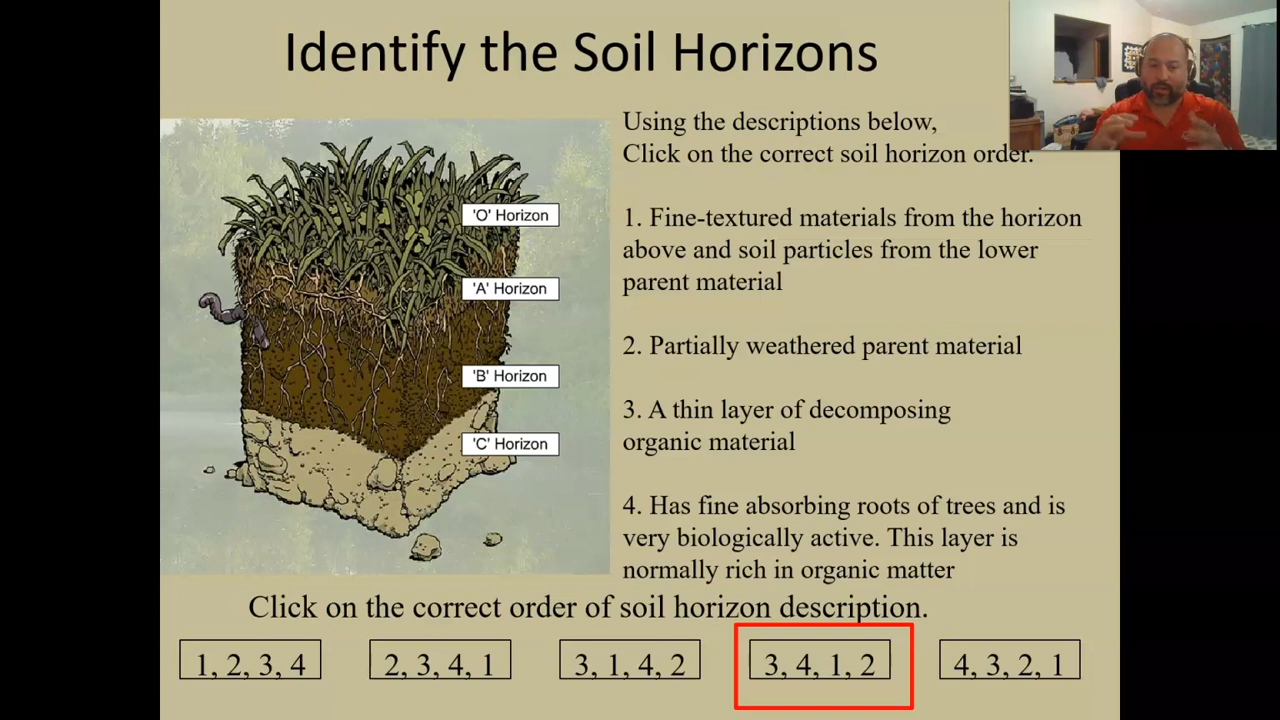 Identify the Soil Horizons
Using the descriptions below,
Click on the correct soil horizon order.
'O' Horizon
'A' Horizon
'B' Horizon
'C' Horizon
1. Fine-textured materials from the horizon
above and soil particles from the lower
parent material
2. Partially weathered parent material
3. A thin layer of decomposing
organic material
4. Has fine absorbing roots of trees and is
very biologically active. This layer is
normally rich in organic matter
Click on the correct order of soil horizon description.
1, 2, 3, 4
2, 3, 4, 1
3, 1, 4, 2
3, 4, 1, 2
4, 3, 2, 1